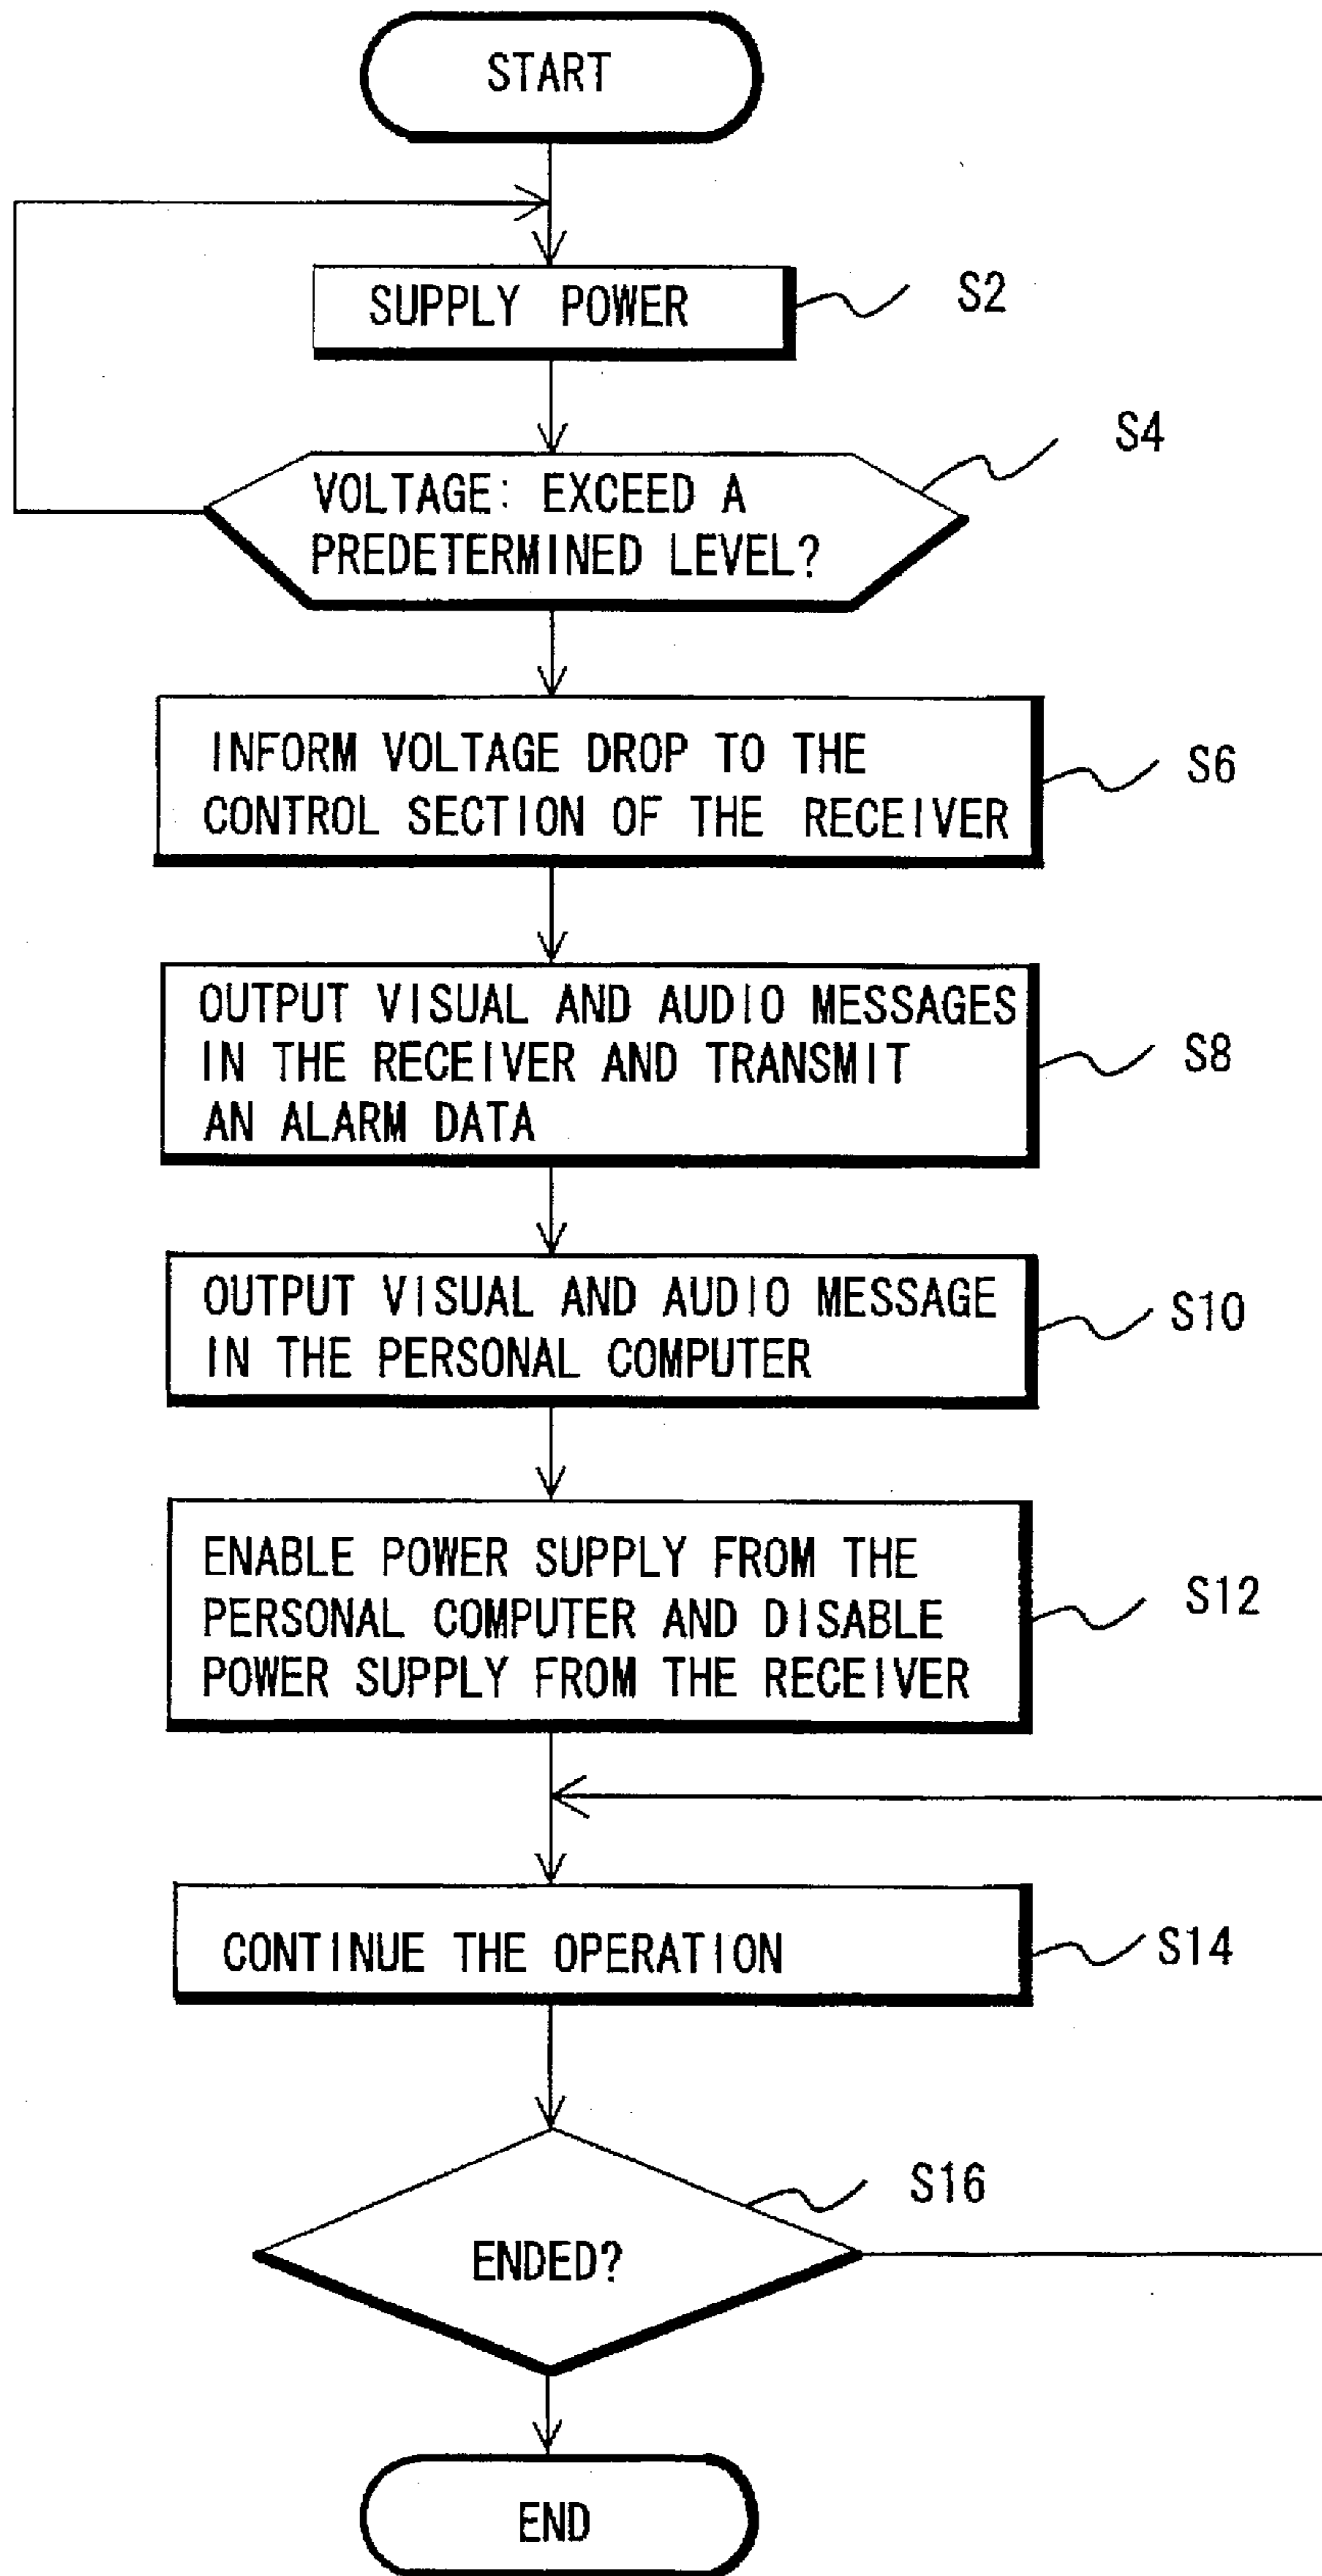 START
SUPPLY POWER
S2
VOLTAGE: EXCEED A
PREDETERMINED LEVEL?
S4
INFORM VOLTAGE DROP TO THE
CONTROL SECTION OF THE RECEIVER
S6
OUTPUT VISUAL AND AUDIO MESSAGES
IN THE RECEIVER AND TRANSMIT
AN ALARM DATA
S8
OUTPUT VISUAL AND AUDIO MESSAGE
IN THE PERSONAL COMPUTER
S10
ENABLE POWER SUPPLY FROM THE
PERSONAL COMPUTER AND DISABLE
POWER SUPPLY FROM THE RECEIVER
S12
CONTINUE THE OPERATION
S14
S16
ENDED?
END